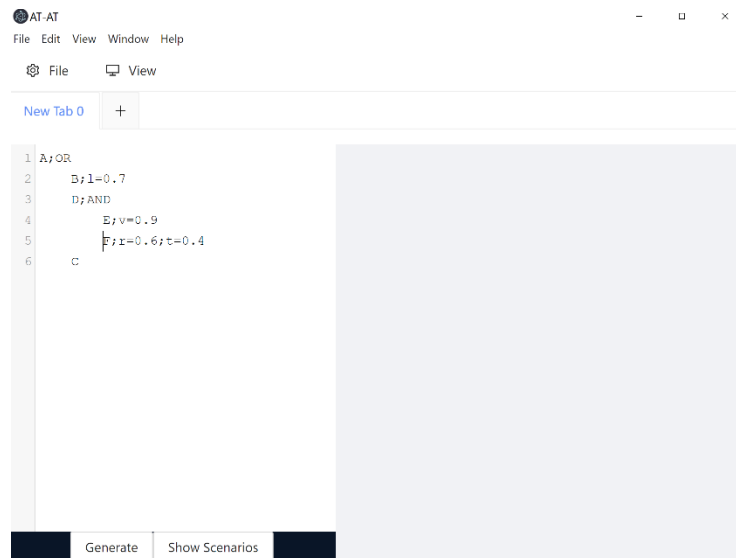 AT-AT
File Edit View Window Help
File View
New Tab 0 +
1 A;OR
2 B;l=0.7
3 D;AND
4 E;v=0.9
5 F;r=0.6;t=0.4
6 C
Generate Show Scenarios